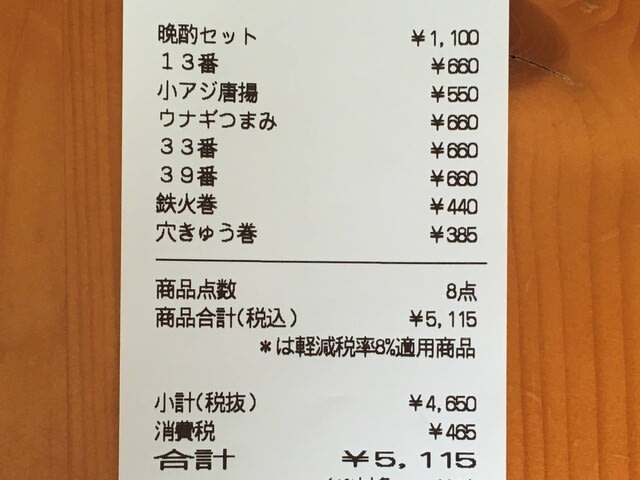 晩酌セット ¥1,100
13番 ¥660
小アジ唐揚 ¥550
ウナギつまみ ¥660
33番 ¥660
39番 ¥660
鉄火巻 ¥440
穴きゅう巻 ¥385
商品点数 8点
商品合計(税込) ¥5,115
*は軽減税率8%適用商品
小計(税抜) ¥4,650
消費税 ¥465
合計 ¥5,115